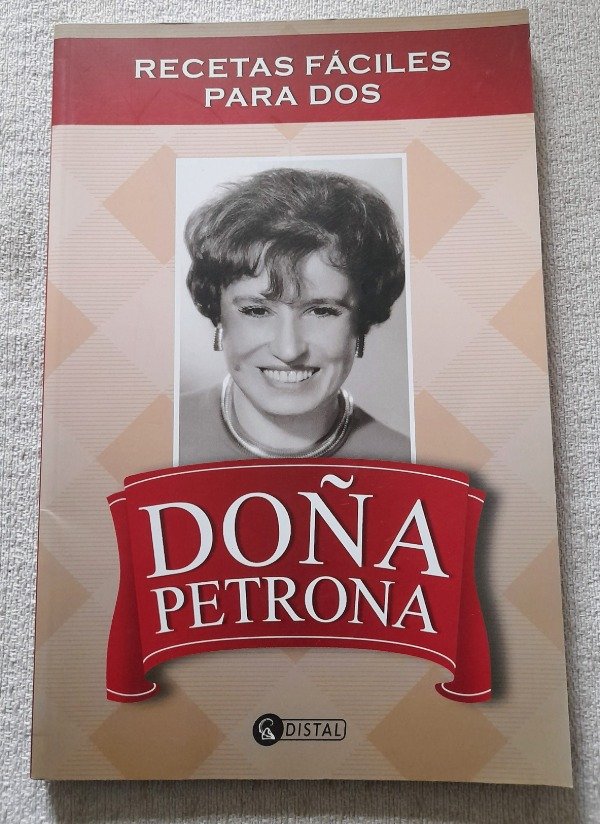 RECETAS FÁCILES
PARA DOS
DOÑA
PETRONA
DISTAL